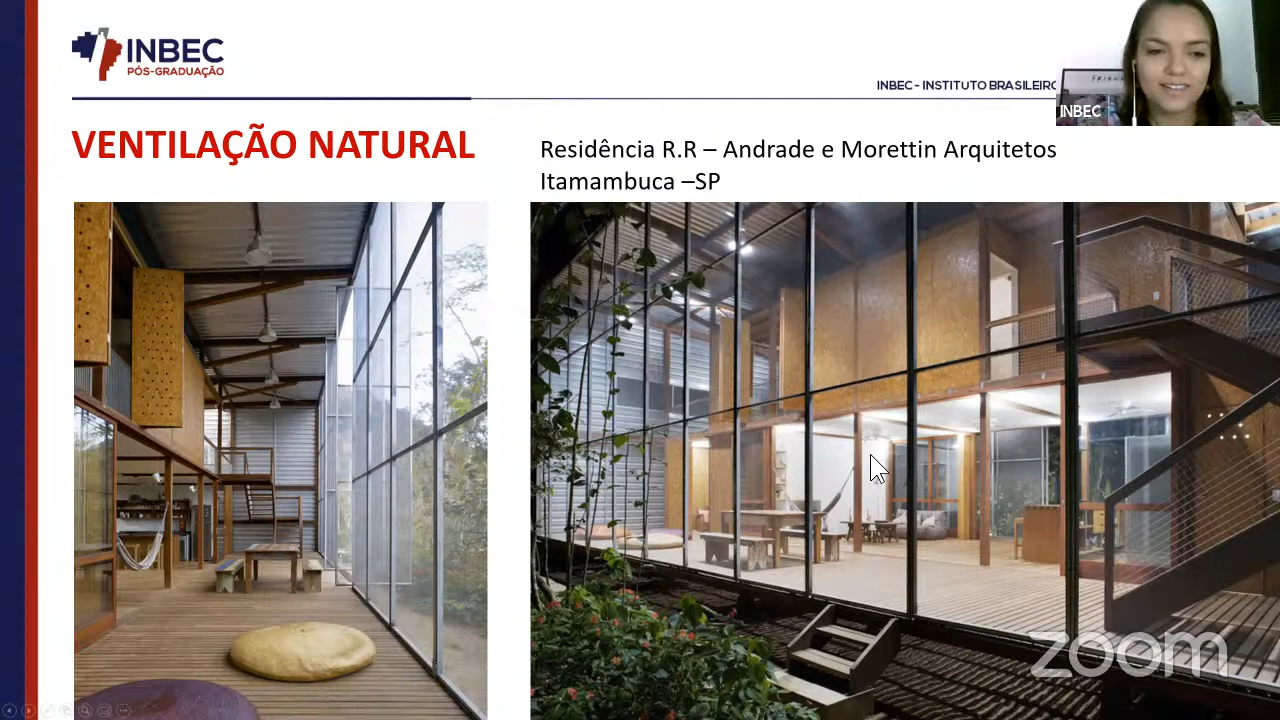 INBEC
PÓS-GRADUAÇÃO
INBEC - INSTITUTO BRASILEIRO
INBEC
VENTILAÇÃO NATURAL
Residência R.R – Andrade e Morettin Arquitetos
Itamambuca –SP
zoom